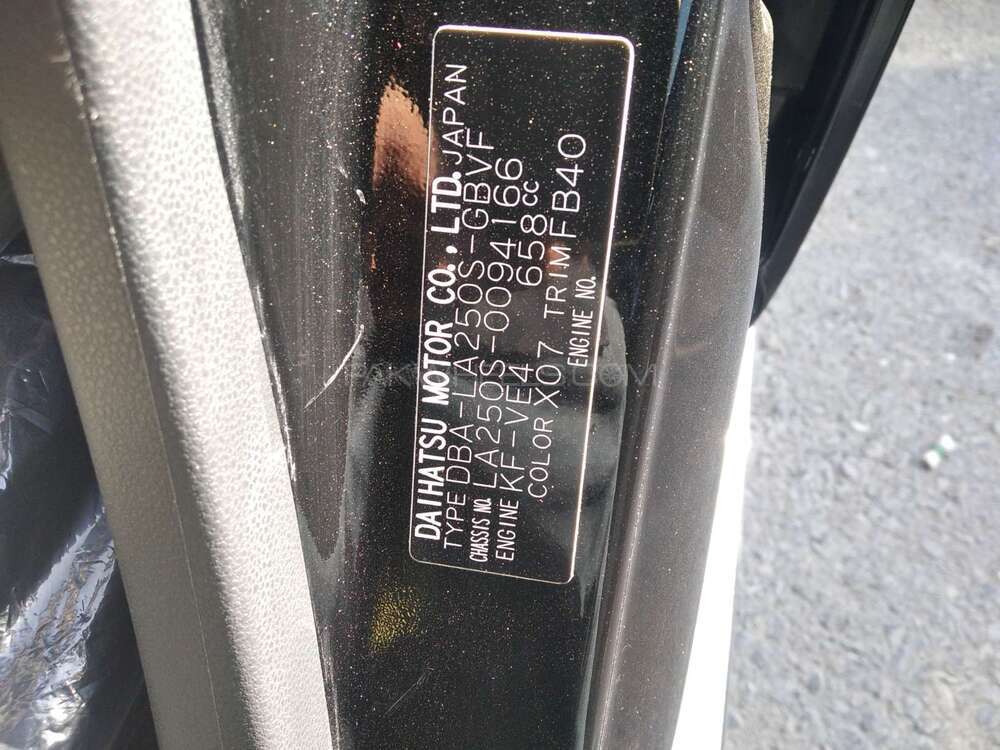 DAIHATSU MOTOR CO., LTD. JAPAN
TYPE DBA-LA250S-GBVF
CHASSIS NO. LA250S-0094166
ENGINE KF-VE4 658cc
COLOR X07 TRIM FB40
ENGINE NO.